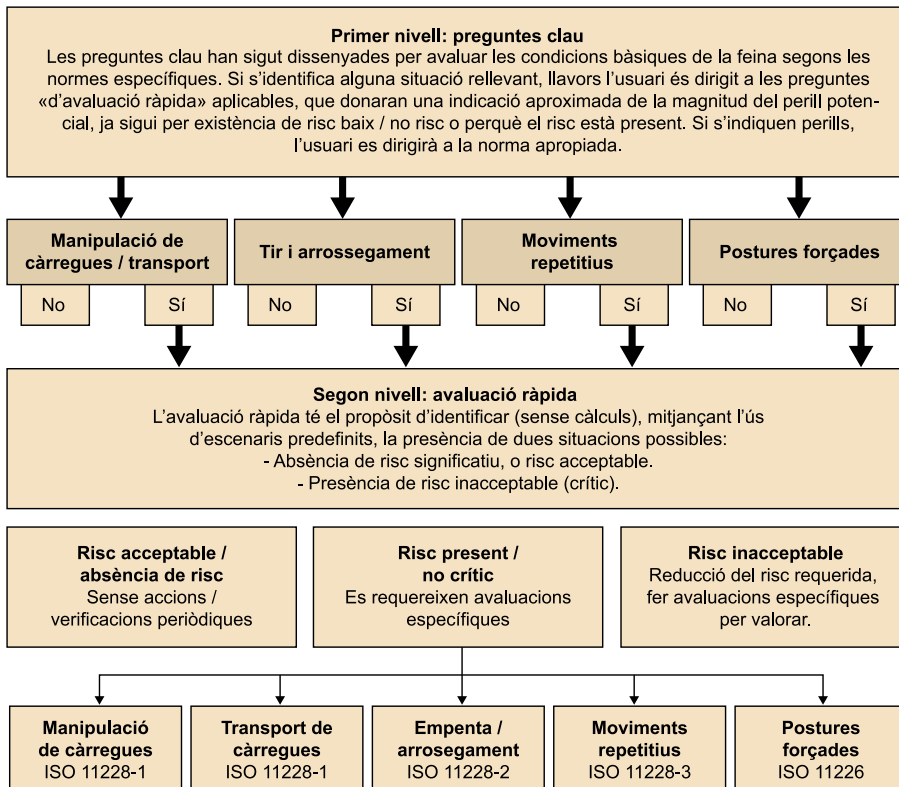 Primer nivell: preguntes clau
Les preguntes clau han sigut dissenyades per avaluar les condicions bàsiques de la feina segons les
normes específiques. Si s'identifica alguna situació rellevant, llavors l'usuari és dirigit a les preguntes
«d'avaluació ràpida» aplicables, que donaran una indicació aproximada de la magnitud del perill poten-
cial, ja sigui per existència de risc baix / no risc o perquè el risc està present. Si s'indiquen perills,
l'usuari es dirigirà a la norma apropiada.
Manipulació de
càrregues / transport
No
Sí
Tir i arrossegament
No
Sí
Moviments
repetitius
No
Sí
Postures forçades
No
Sí
Segon nivell: avaluació ràpida
L'avaluació ràpida té el propòsit d'identificar (sense càlculs), mitjançant l'ús
d'escenaris predefinits, la presència de dues situacions possibles:
- Absència de risc significatiu, o risc acceptable.
- Presència de risc inacceptable (crític).
Risc acceptable /
absència de risc
Sense accions /
verificacions periòdiques
Risc present /
no crític
Es requereixen avaluacions
específiques
Risc inacceptable
Reducció del risc requerida,
fer avaluacions específiques
per valorar.
Manipulació
de càrregues
ISO 11228-1
Transport de
càrregues
ISO 11228-1
Empenta /
arrosegament
ISO 11228-2
Moviments
repetitius
ISO 11228-3
Postures
forçades
ISO 11226